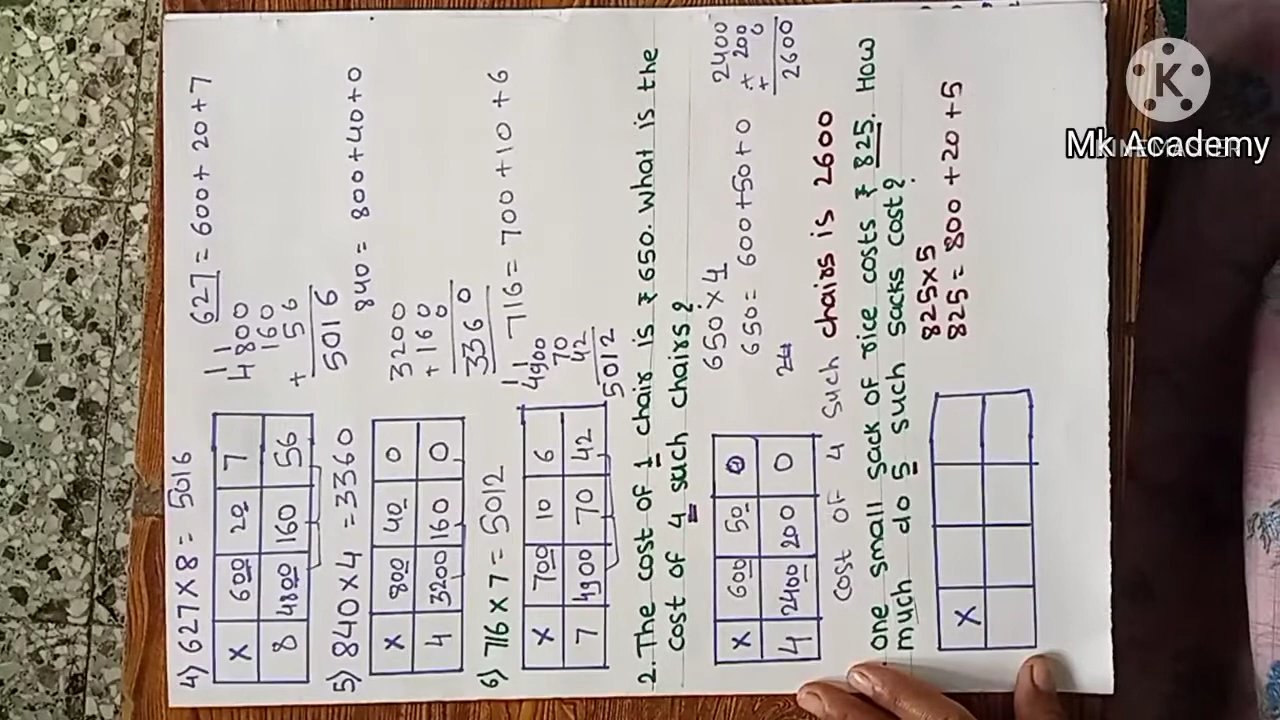 4) 627 × 8 = 5016
× 600 20 7
8 4800 160 56
627 = 600 + 20 + 7
1 1
4800
160
+ 56
5016
5) 840 × 4 = 3360
× 800 40 0
4 3200 160 0
840 = 800 + 40 + 0
3200
+ 160
0
3360
6) 716 × 7 = 5012
× 700 10 6
7 4900 70 42
716 = 700 + 10 + 6
1 1
4900
70
42
5012
2. The cost of 1 chair is ₹ 650. What is the
cost of 4 such chairs?
650 × 4
× 600 50 0
4 2400 200 0
650 = 600 + 50 + 0
2400
+ 200
+ 0
2600
cost of 4 such chairs is 2600
one small sack of rice costs ₹ 825. How
much do 5 such sacks cost?
825 × 5
825 = 800 + 20 + 5
×
K
Mk Academy
KINEMASTER